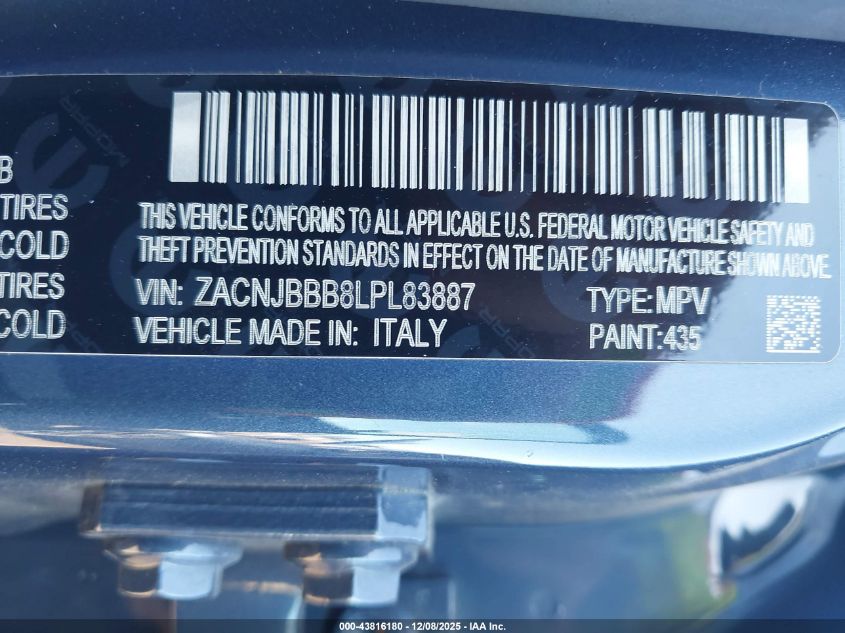 B
TIRES
COLD
TIRES
COLD
THIS VEHICLE CONFORMS TO ALL APPLICABLE U.S. FEDERAL MOTOR VEHICLE SAFETY AND
THEFT PREVENTION STANDARDS IN EFFECT ON THE DATE OF MANUFACTURE SHOWN ABOVE.
VIN: ZACNJBBB8LPL83887 TYPE:MPV
VEHICLE MADE IN: ITALY PAINT:435
MOPAR
000-43816180 - 12/08/2025 - IAA Inc.